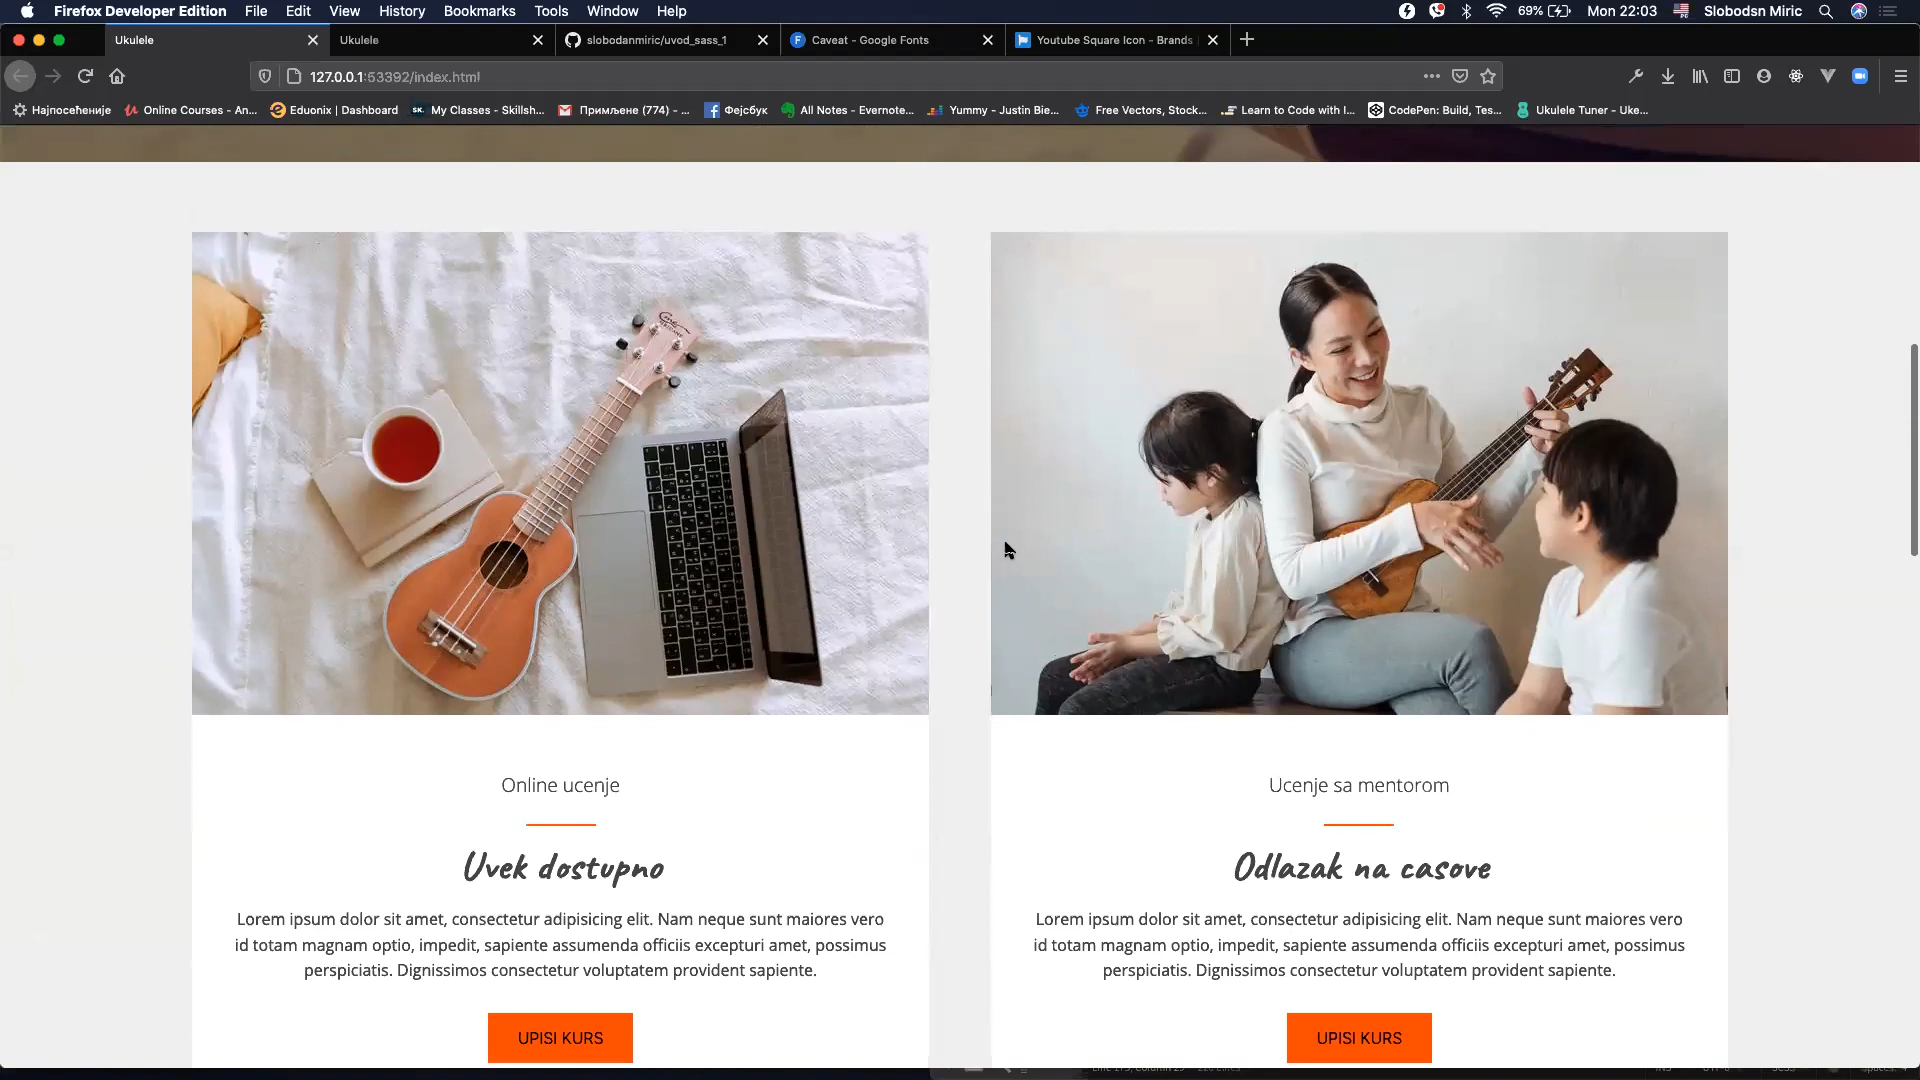 Firefox Developer Edition File Edit View History Bookmarks Tools Window Help 69% Mon 22:03 Slobodsn Miric
Ukulele Ukulele slobodanmiric/uvod_sass_1 Caveat - Google Fonts Youtube Square Icon - Brands
127.0.0.1:53392/index.html
Најпосећеније Online Courses - An... Eduonix | Dashboard SK. My Classes - Skillsh... Примљене (774) - ... Фејсбук All Notes - Evernote... Yummy - Justin Bie... Free Vectors, Stock... Learn to Code with I... CodePen: Build, Tes... Ukulele Tuner - Uke...
Online ucenje
Uvek dostupno
Lorem ipsum dolor sit amet, consectetur adipisicing elit. Nam neque sunt maiores vero
id totam magnam optio, impedit, sapiente assumenda officiis excepturi amet, possimus
perspiciatis. Dignissimos consectetur voluptatem provident sapiente.
UPISI KURS
Ucenje sa mentorom
Odlazak na casove
Lorem ipsum dolor sit amet, consectetur adipisicing elit. Nam neque sunt maiores vero
id totam magnam optio, impedit, sapiente assumenda officiis excepturi amet, possimus
perspiciatis. Dignissimos consectetur voluptatem provident sapiente.
UPISI KURS